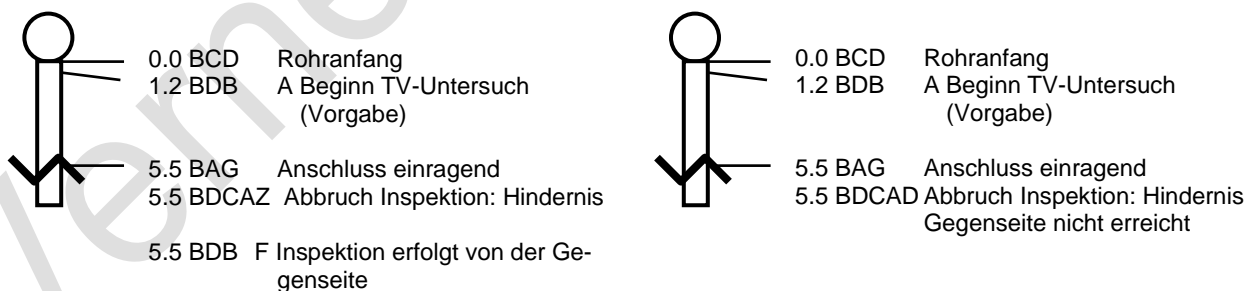 0.0 BCD Rohranfang
1.2 BDB A Beginn TV-Untersuch
(Vorgabe)
5.5 BAG Anschluss einragend
5.5 BDCAZ Abbruch Inspektion: Hindernis
5.5 BDB F Inspektion erfolgt von der Ge-
genseite
0.0 BCD Rohranfang
1.2 BDB A Beginn TV-Untersuch
(Vorgabe)
5.5 BAG Anschluss einragend
5.5 BDCAD Abbruch Inspektion: Hindernis
Gegenseite nicht erreicht